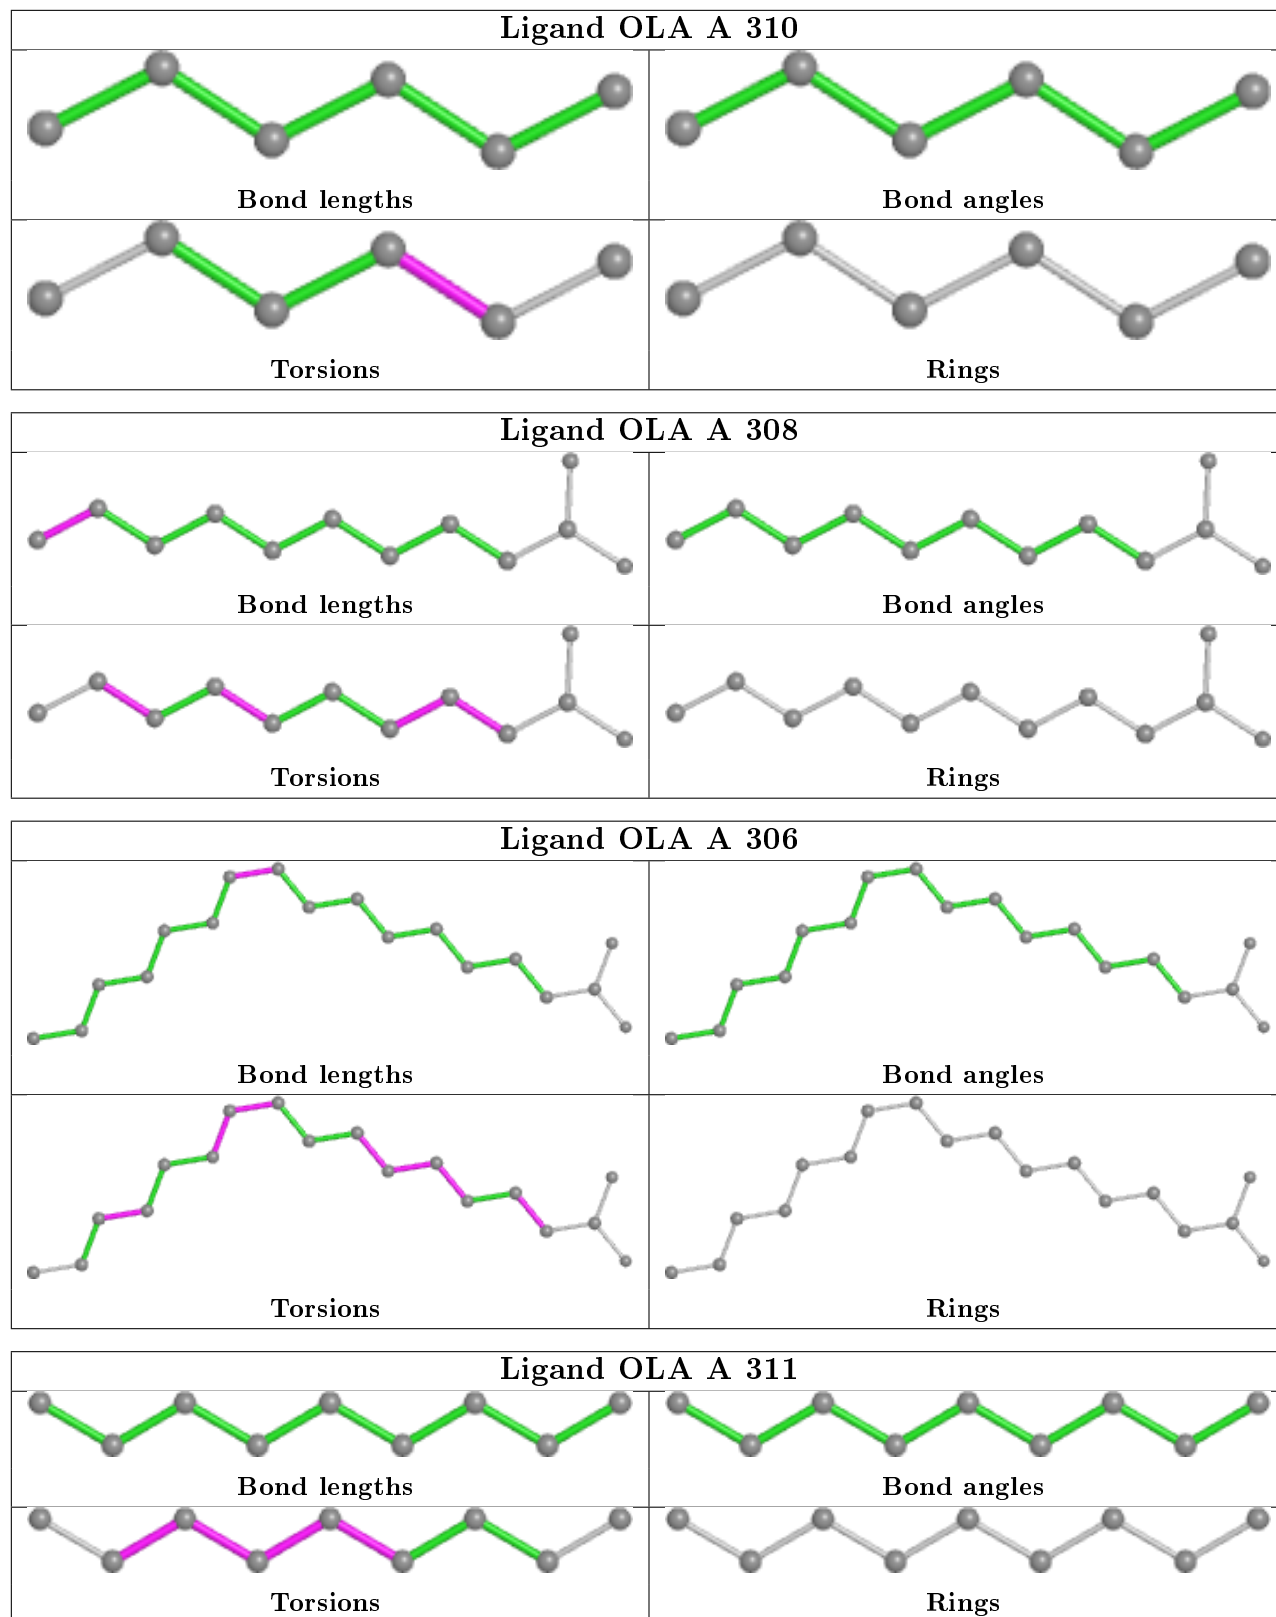 Ligand OLA A 310
Bond lengths
Bond angles
Torsions
Rings
Ligand OLA A 308
Bond lengths
Bond angles
Torsions
Rings
Ligand OLA A 306
Bond lengths
Bond angles
Torsions
Rings
Ligand OLA A 311
Bond lengths
Bond angles
Torsions
Rings